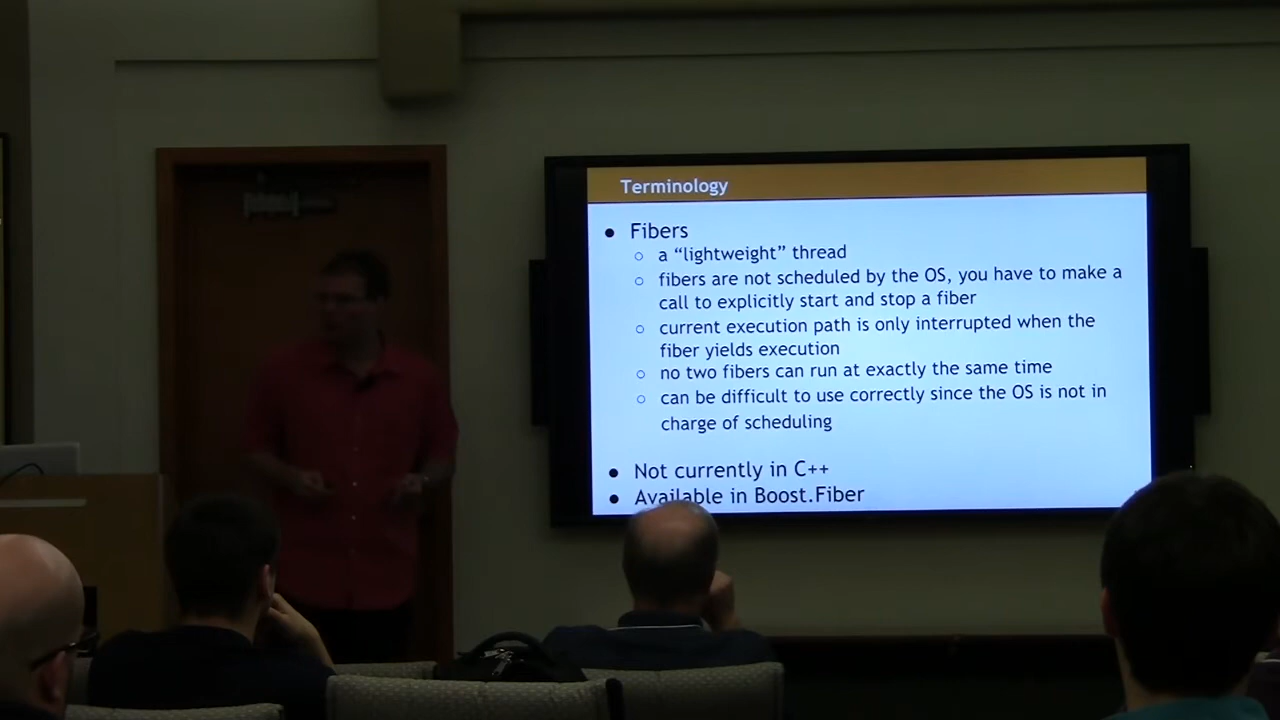 Terminology
● Fibers
○ a “lightweight” thread
○ fibers are not scheduled by the OS, you have to make a
call to explicitly start and stop a fiber
○ current execution path is only interrupted when the
fiber yields execution
○ no two fibers can run at exactly the same time
○ can be difficult to use correctly since the OS is not in
charge of scheduling
● Not currently in C++
● Available in Boost.Fiber